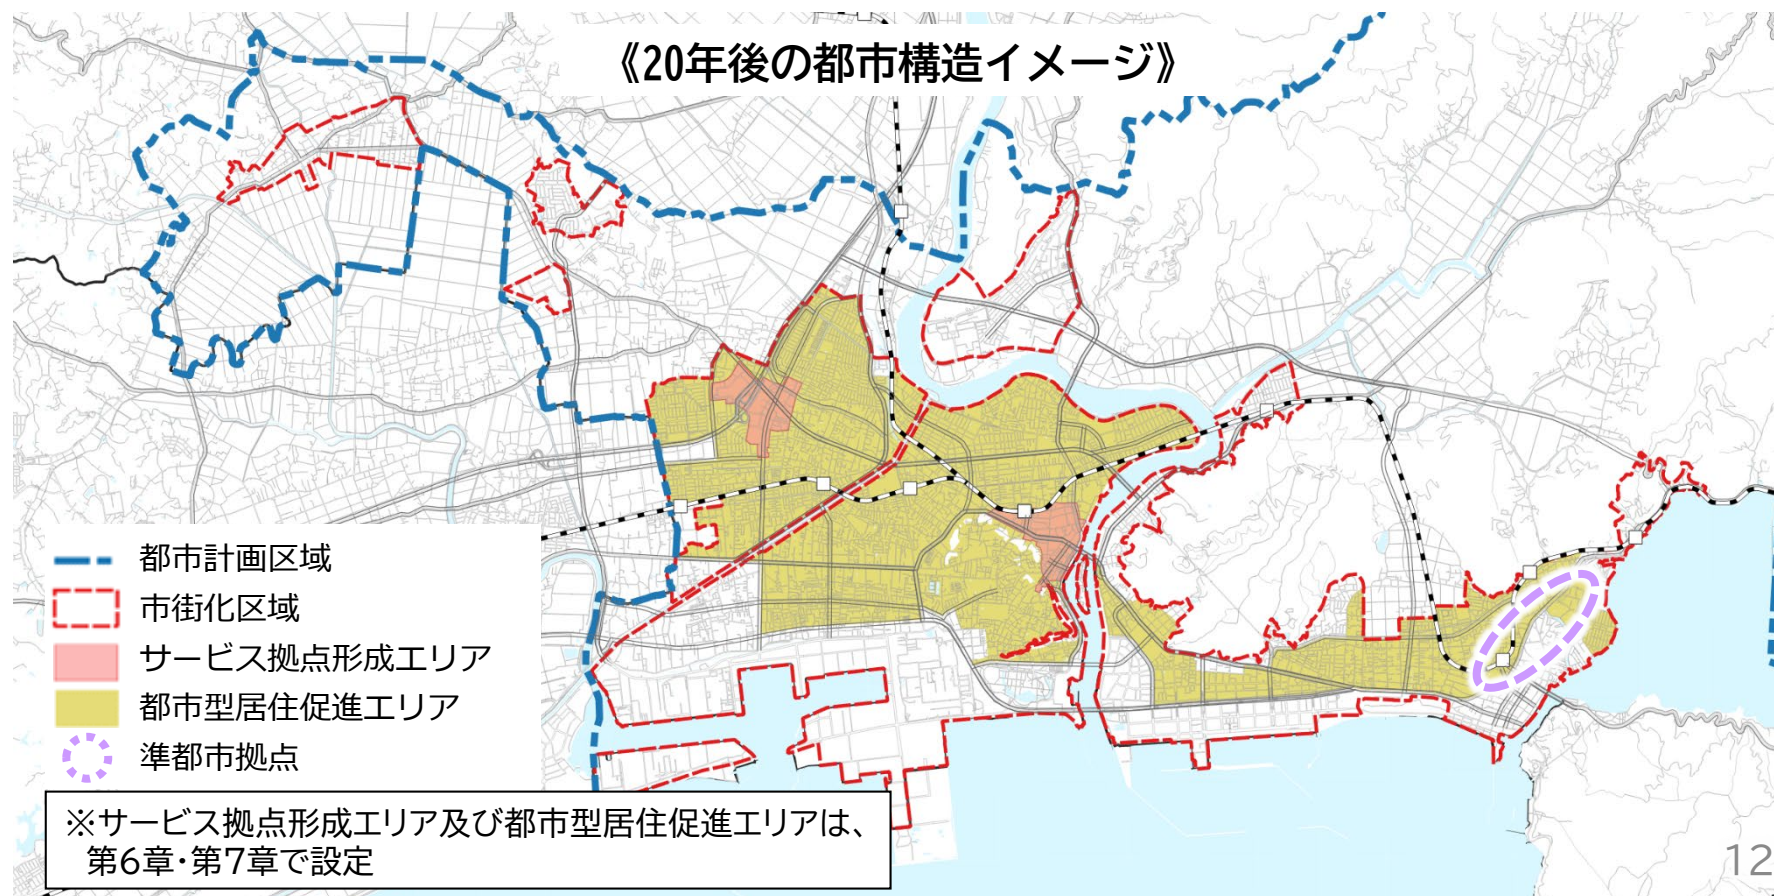 《20年後の都市構造イメージ》
都市計画区域
市街化区域
サービス拠点形成エリア
都市型居住促進エリア
準都市拠点
※サービス拠点形成エリア及び都市型居住促進エリアは、
第6章・第7章で設定
12